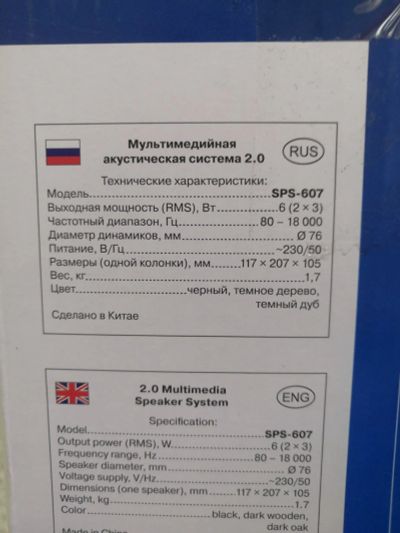 Мультимедийная
акустическая система 2.0
RUS
Технические характеристики:
Модель...SPS-607
Выходная мощность (RMS), Вт...6 (2 × 3)
Частотный диапазон, Гц...80 – 18 000
Диаметр динамиков, мм...Ø 76
Питание, В/Гц...~230/50
Размеры (одной колонки), мм...117 × 207 × 105
Вес, кг...1,7
Цвет...черный, темное дерево,
темный дуб
Сделано в Китае
2.0 Multimedia
Speaker System
ENG
Specification:
Model...SPS-607
Output power (RMS), W...6 (2 × 3)
Frequency range, Hz...80 – 18 000
Speaker diameter, mm...Ø 76
Voltage supply, V/Hz...~230/50
Dimensions (one speaker), mm...117 × 207 × 105
Weight, kg...1.7
Color...black, dark wooden,
dark oak
Made in China